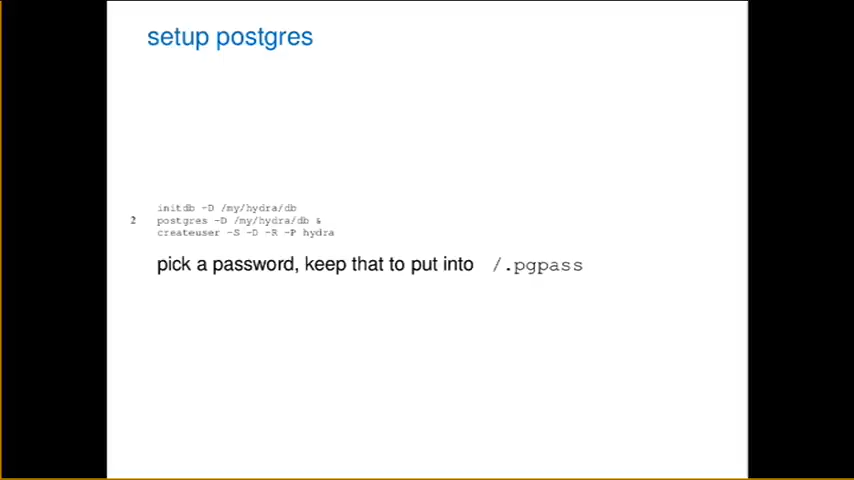 setup postgres
initdb -D /my/hydra/db
2 postgres -D /my/hydra/db &
createuser -S -D -R -P hydra
pick a password, keep that to put into /.pgpass